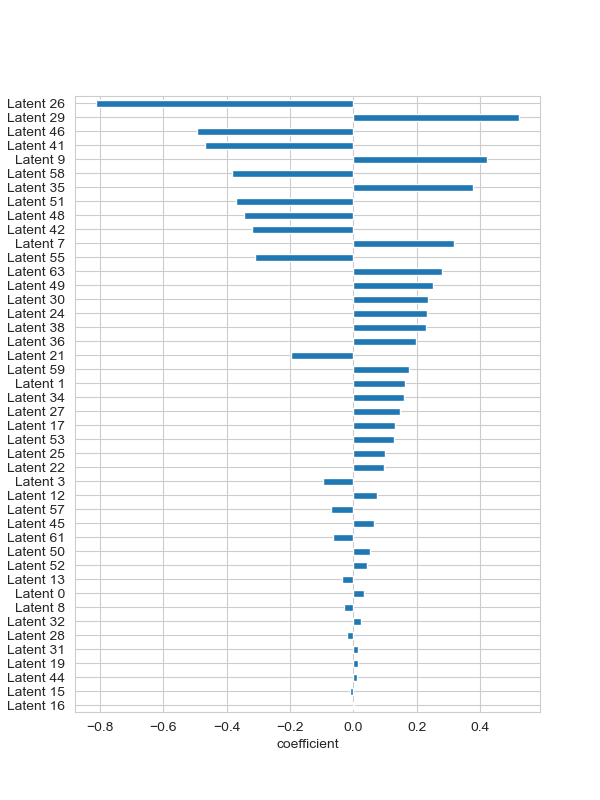 Latent 26
Latent 29
Latent 46
Latent 41
Latent 9
Latent 58
Latent 35
Latent 51
Latent 48
Latent 42
Latent 7
Latent 55
Latent 63
Latent 49
Latent 30
Latent 24
Latent 38
Latent 36
Latent 21
Latent 59
Latent 1
Latent 34
Latent 27
Latent 17
Latent 53
Latent 25
Latent 22
Latent 3
Latent 12
Latent 57
Latent 45
Latent 61
Latent 50
Latent 52
Latent 13
Latent 0
Latent 8
Latent 32
Latent 28
Latent 31
Latent 19
Latent 44
Latent 15
Latent 16
−0.8 −0.6 −0.4 −0.2 0.0 0.2 0.4
coefficient